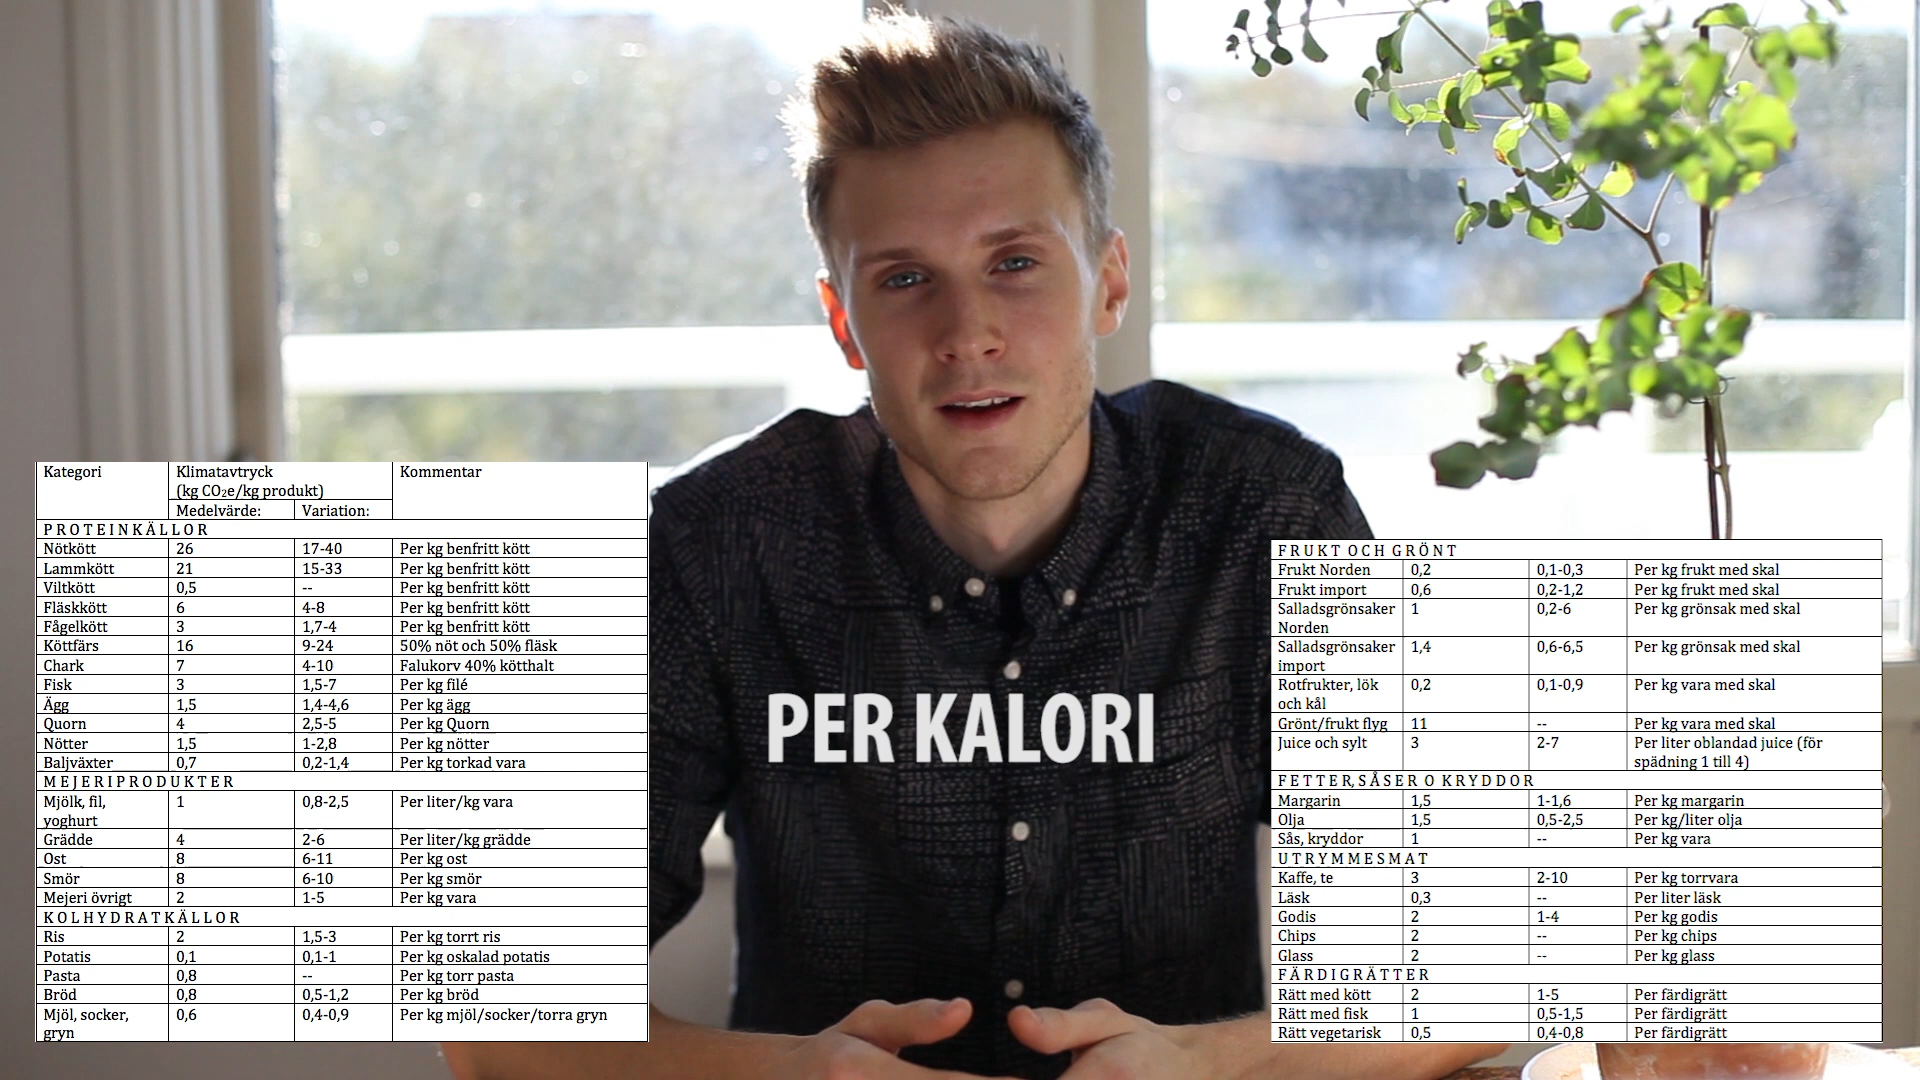 Kategori Klimatavtryck Kommentar
(kg CO2e/kg produkt)
Medelvärde: Variation:
PROTEINKÄLLOR
Nötkött 26 17-40 Per kg benfritt kött
Lammkött 21 15-33 Per kg benfritt kött
Viltkött 0,5 -- Per kg benfritt kött
Fläskkött 6 4-8 Per kg benfritt kött
Fågelkött 3 1,7-4 Per kg benfritt kött
Köttfärs 16 9-24 50% nöt och 50% fläsk
Chark 7 4-10 Falukorv 40% kötthalt
Fisk 3 1,5-7 Per kg filé
Ägg 1,5 1,4-4,6 Per kg ägg
Quorn 4 2,5-5 Per kg Quorn
Nötter 1,5 1-2,8 Per kg nötter
Baljväxter 0,7 0,2-1,4 Per kg torkad vara
MEJERIPRODUKTER
Mjölk, fil, 1 0,8-2,5 Per liter/kg vara
yoghurt
Grädde 4 2-6 Per liter/kg grädde
Ost 8 6-11 Per kg ost
Smör 8 6-10 Per kg smör
Mejeri övrigt 2 1-5 Per kg vara
KOLHYDRATKÄLLOR
Ris 2 1,5-3 Per kg torrt ris
Potatis 0,1 0,1-1 Per kg oskalad potatis
Pasta 0,8 -- Per kg torr pasta
Bröd 0,8 0,5-1,2 Per kg bröd
Mjöl, socker, 0,6 0,4-0,9 Per kg mjöl/socker/torra gryn
gryn
PER KALORI
FRUKT OCH GRÖNT
Frukt Norden 0,2 0,1-0,3 Per kg frukt med skal
Frukt import 0,6 0,2-1,2 Per kg frukt med skal
Salladsgrönsaker 1 0,2-6 Per kg grönsak med skal
Norden
Salladsgrönsaker 1,4 0,6-6,5 Per kg grönsak med skal
import
Rotfrukter, lök 0,2 0,1-0,9 Per kg vara med skal
och kål
Grönt/frukt flyg 11 -- Per kg vara med skal
Juice och sylt 3 2-7 Per liter oblandad juice (för
spädning 1 till 4)
FETTER, SÅSER O KRYDDOR
Margarin 1,5 1-1,6 Per kg margarin
Olja 1,5 0,5-2,5 Per kg/liter olja
Sås, kryddor 1 -- Per kg vara
UTRYMMESMAT
Kaffe, te 3 2-10 Per kg torrvara
Läsk 0,3 -- Per liter läsk
Godis 2 1-4 Per kg godis
Chips 2 -- Per kg chips
Glass 2 -- Per kg glass
FÄRDIGRÄTTER
Rätt med kött 2 1-5 Per färdigrätt
Rätt med fisk 1 0,5-1,5 Per färdigrätt
Rätt vegetarisk 0,5 0,4-0,8 Per färdigrätt